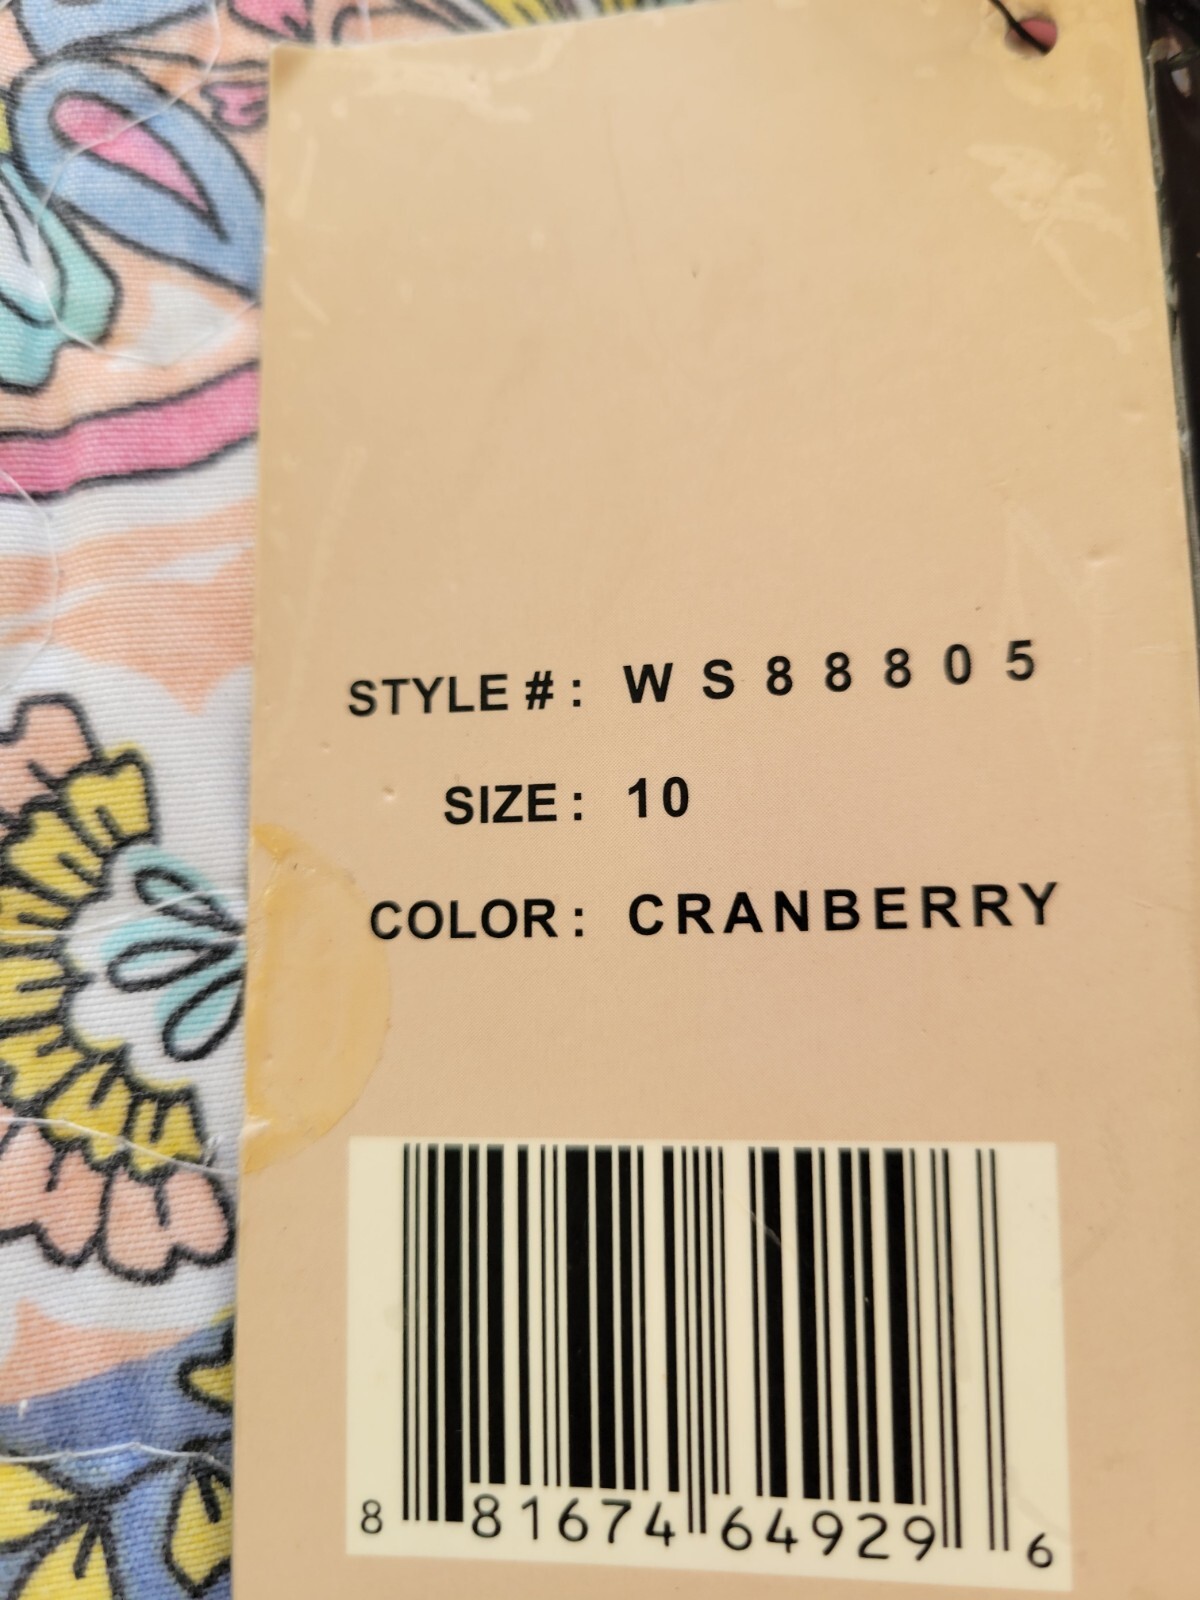 STYLE #: WS88805
SIZE: 10
COLOR: CRANBERRY
8 81674 64929 6